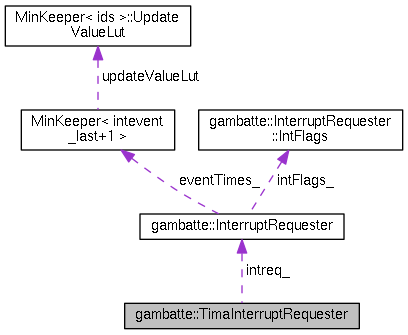 MinKeeper< ids >::Update
ValueLut
updateValueLut
MinKeeper< intevent
_last+1 >
gambatte::InterruptRequester
::IntFlags
eventTimes_
intFlags_
gambatte::InterruptRequester
intreq_
gambatte::TimaInterruptRequester